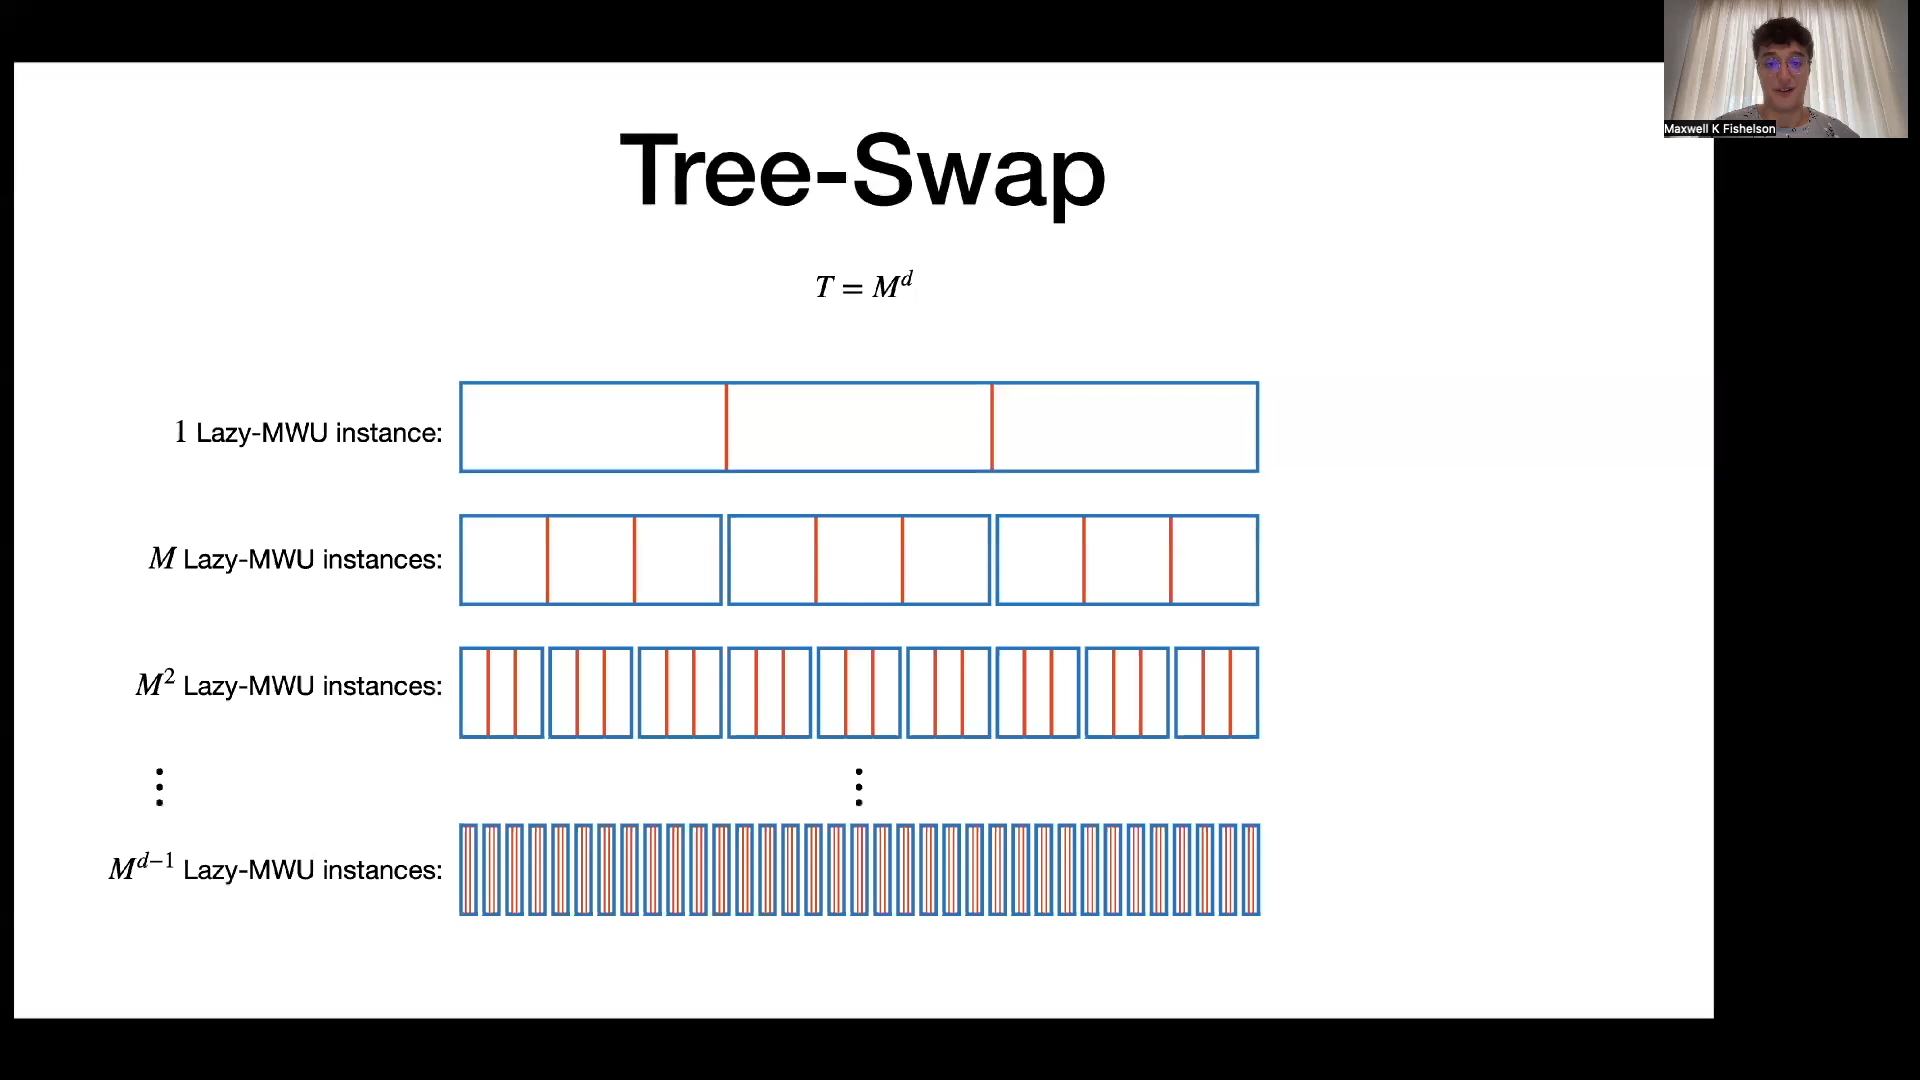 Maxwell K Fishelson
Tree-Swap
T = M^d
1 Lazy-MWU instance:
M Lazy-MWU instances:
M^2 Lazy-MWU instances:
⋮ ⋮
M^{d−1} Lazy-MWU instances: